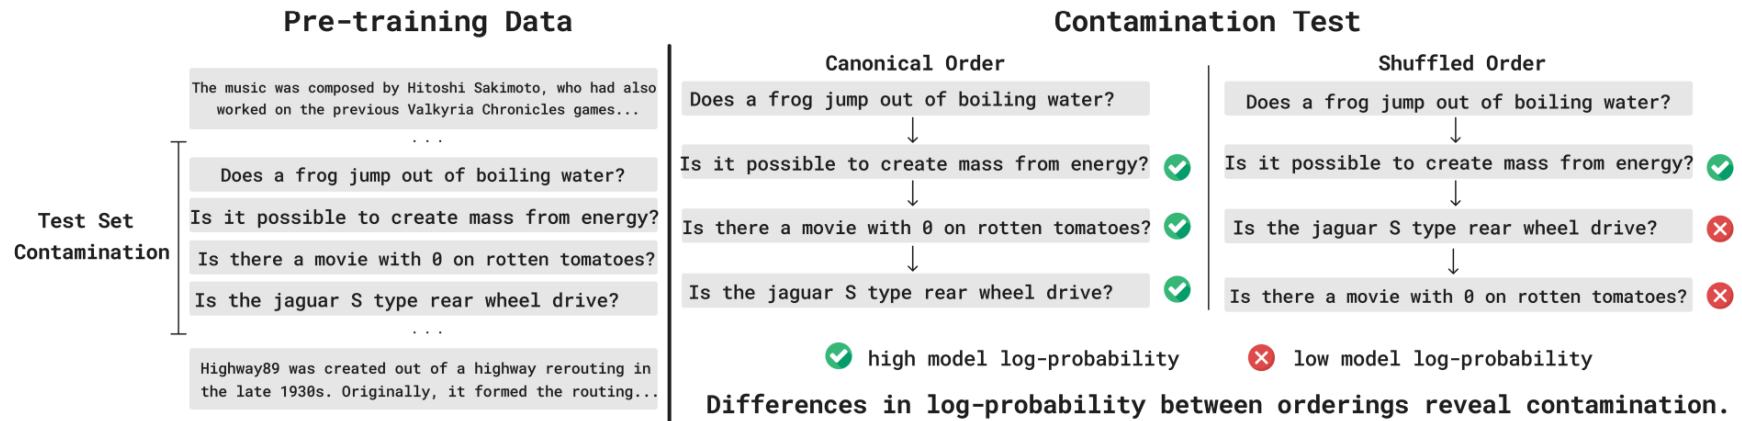 Pre-training Data
The music was composed by Hitoshi Sakimoto, who had also
worked on the previous Valkyria Chronicles games...
...
Test Set
Contamination
Does a frog jump out of boiling water?
Is it possible to create mass from energy?
Is there a movie with 0 on rotten tomatoes?
Is the jaguar S type rear wheel drive?
...
Highway89 was created out of a highway rerouting in
the late 1930s. Originally, it formed the routing...
Contamination Test
Canonical Order
Does a frog jump out of boiling water?
Is it possible to create mass from energy?
Is there a movie with 0 on rotten tomatoes?
Is the jaguar S type rear wheel drive?
Shuffled Order
Does a frog jump out of boiling water?
Is it possible to create mass from energy?
Is the jaguar S type rear wheel drive?
Is there a movie with 0 on rotten tomatoes?
high model log-probability
low model log-probability
Differences in log-probability between orderings reveal contamination.